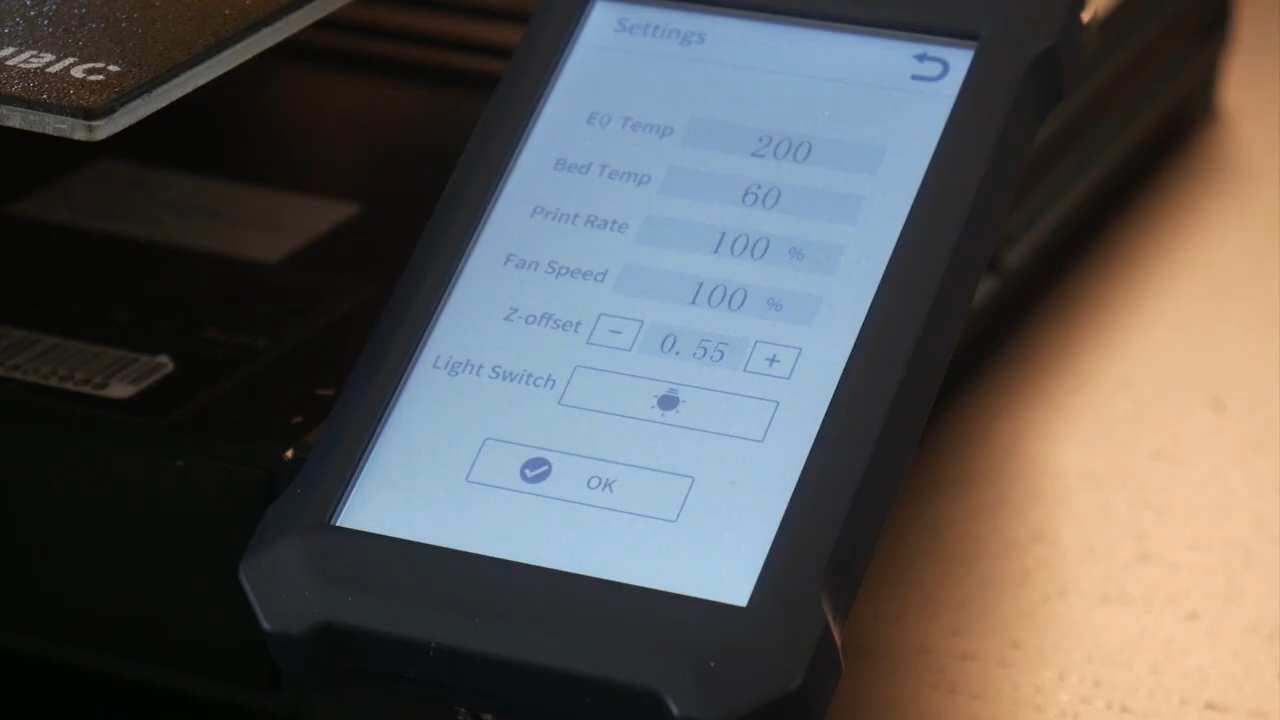 UBIC
Settings
EQ Temp 200
Bed Temp 60
Print Rate 100 %
Fan Speed 100 %
Z-offset − 0.55 +
Light Switch
OK